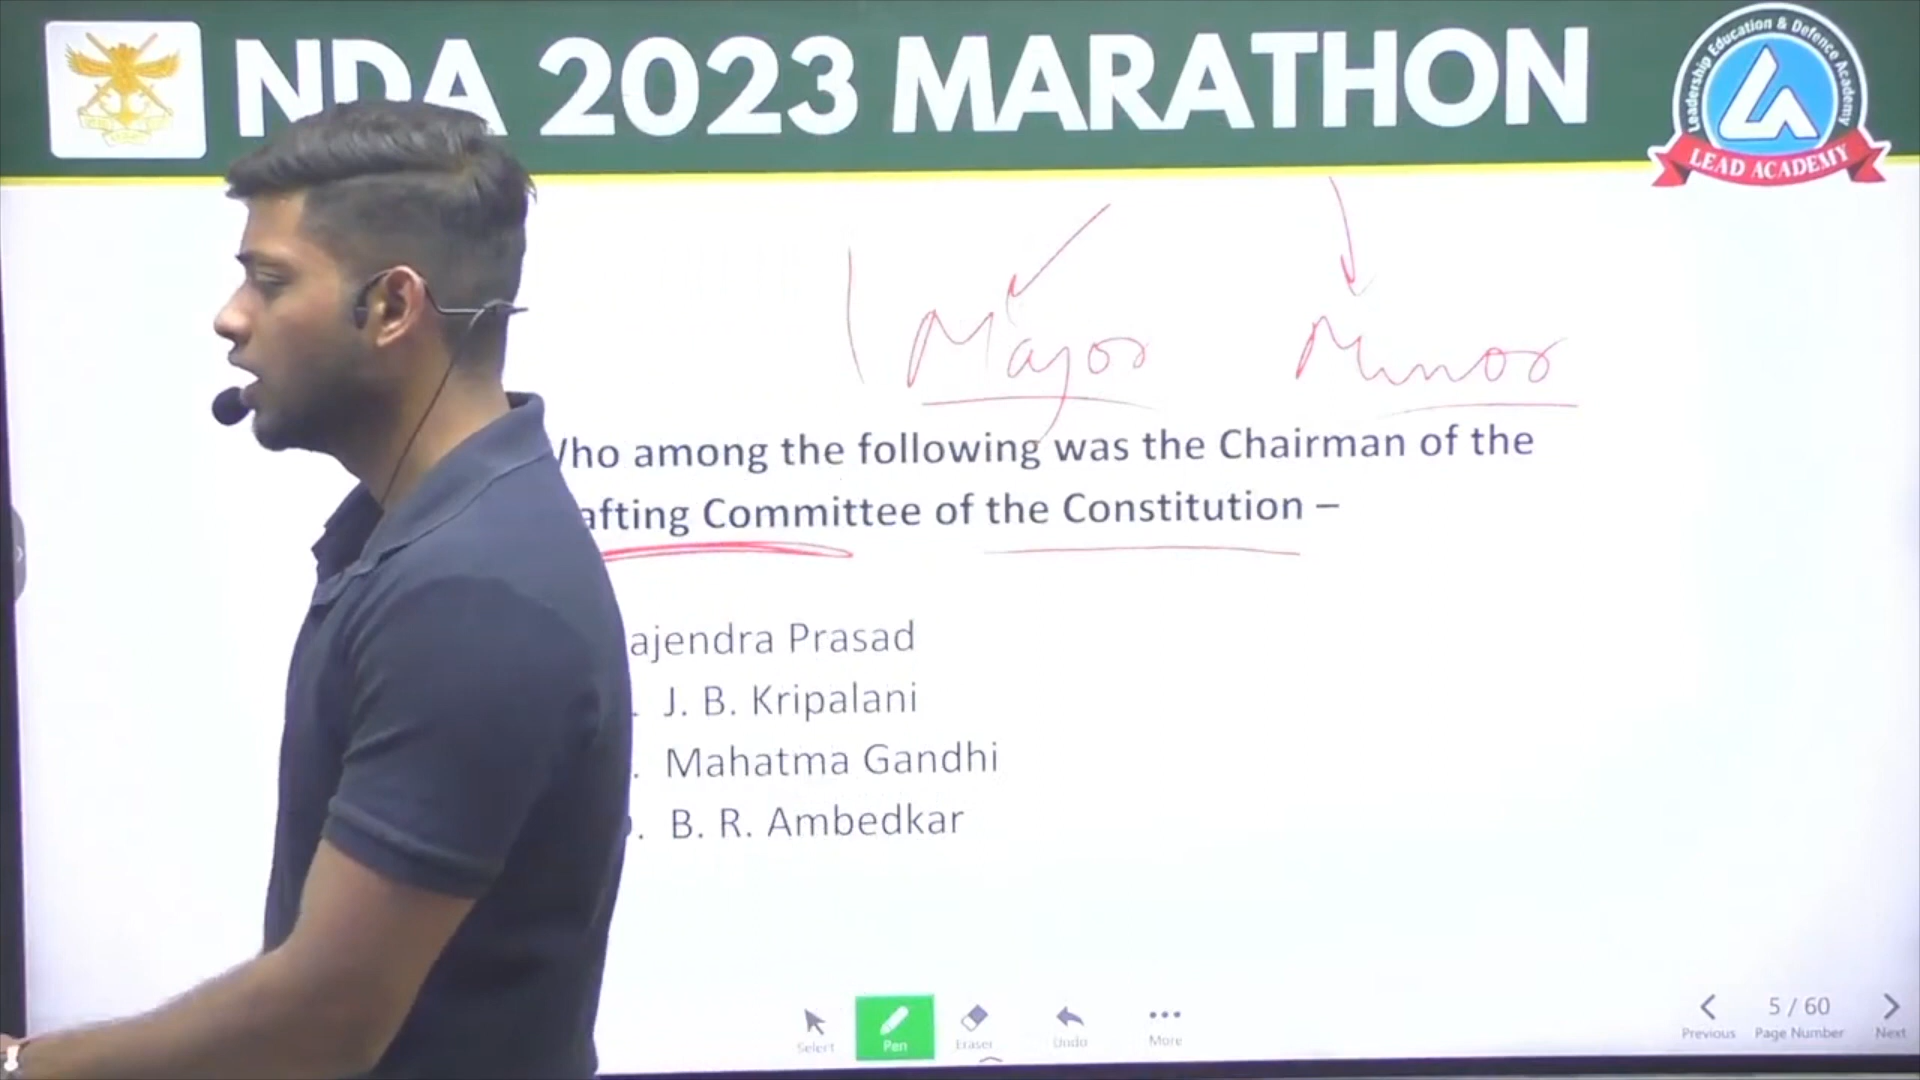 NDA 2023 MARATHON
Leadership Education & Defence Academy
LEAD ACADEMY
Major Minor
Who among the following was the Chairman of the
afting Committee of the Constitution –
ajendra Prasad
. J. B. Kripalani
. Mahatma Gandhi
. B. R. Ambedkar
Select Pen Eraser Undo More
5 / 60
Previous Page Number Next